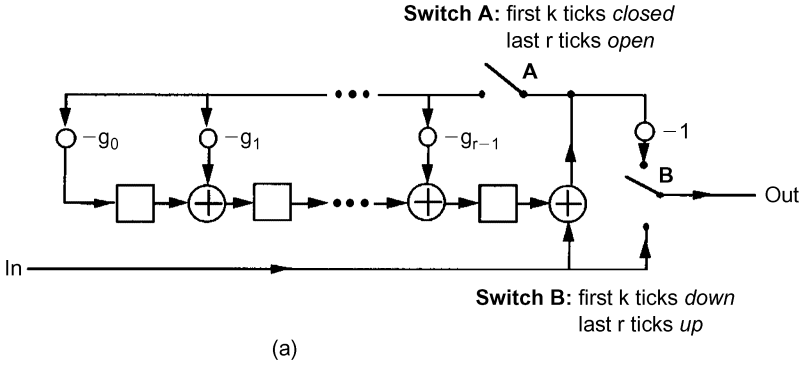 Switch A: first k ticks closed
last r ticks open
A
-g0
-g1
-gr-1
-1
B
Out
In
Switch B: first k ticks down
last r ticks up
(a)